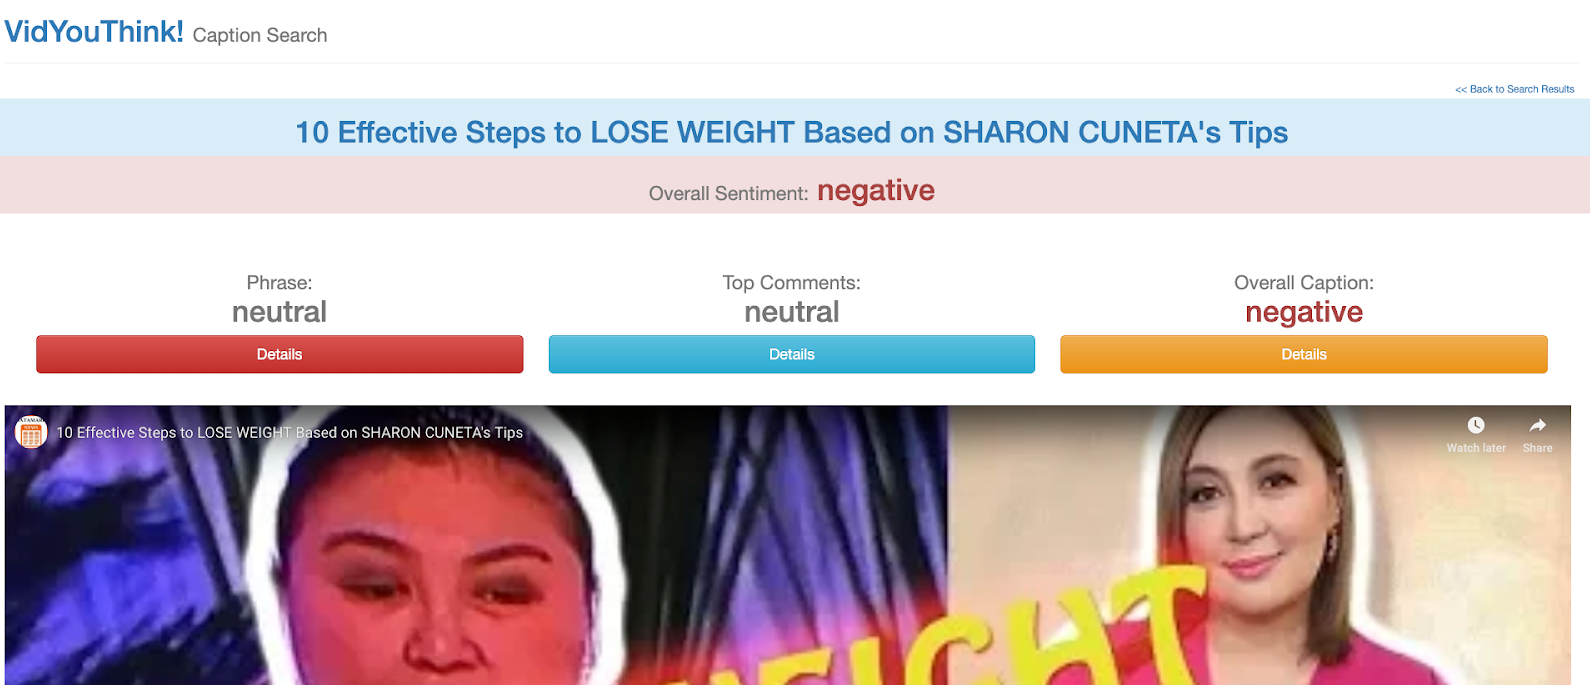 VidYouThink! Caption Search
<< Back to Search Results
10 Effective Steps to LOSE WEIGHT Based on SHARON CUNETA's Tips
Overall Sentiment: negative
Phrase:
neutral
Details
Top Comments:
neutral
Details
Overall Caption:
negative
Details
10 Effective Steps to LOSE WEIGHT Based on SHARON CUNETA's Tips
Watch later
Share